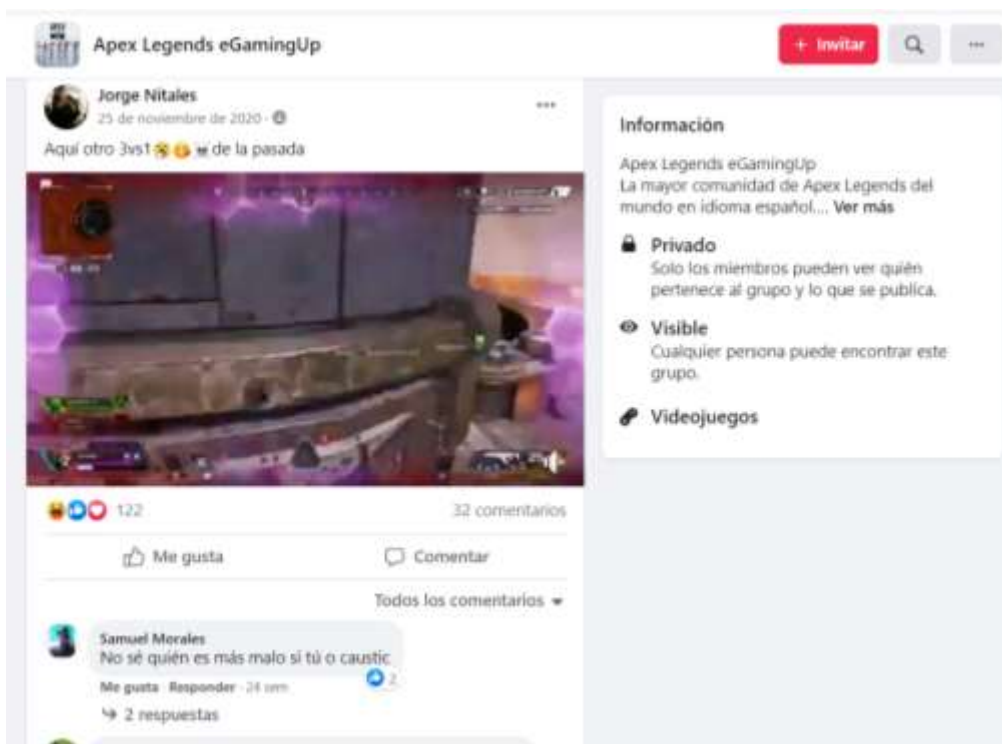 Apex Legends eGamingUp
+ Invitar
Jorge Nitales
25 de noviembre de 2020
Aquí otro 3vs1 de la pasada
122
32 comentarios
Me gusta
Comentar
Todos los comentarios
Samuel Morales
No sé quién es más malo si tú o caustic
2
Me gusta · Responder · 24 sem
2 respuestas
Información
Apex Legends eGamingUp
La mayor comunidad de Apex Legends del
mundo en idioma español.... Ver más
Privado
Solo los miembros pueden ver quién
pertenece al grupo y lo que se publica.
Visible
Cualquier persona puede encontrar este
grupo.
Videojuegos